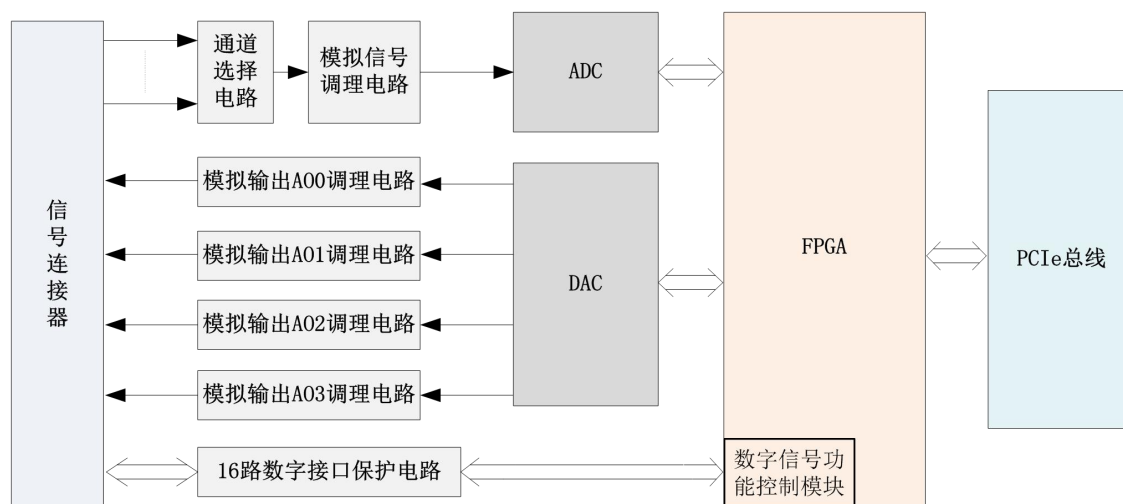 信
号
连
接
器
通道
选择
电路
模拟信号
调理电路
ADC
模拟输出AO0调理电路
模拟输出AO1调理电路
模拟输出AO2调理电路
模拟输出AO3调理电路
DAC
16路数字接口保护电路
FPGA
数字信号功
能控制模块
PCIe总线